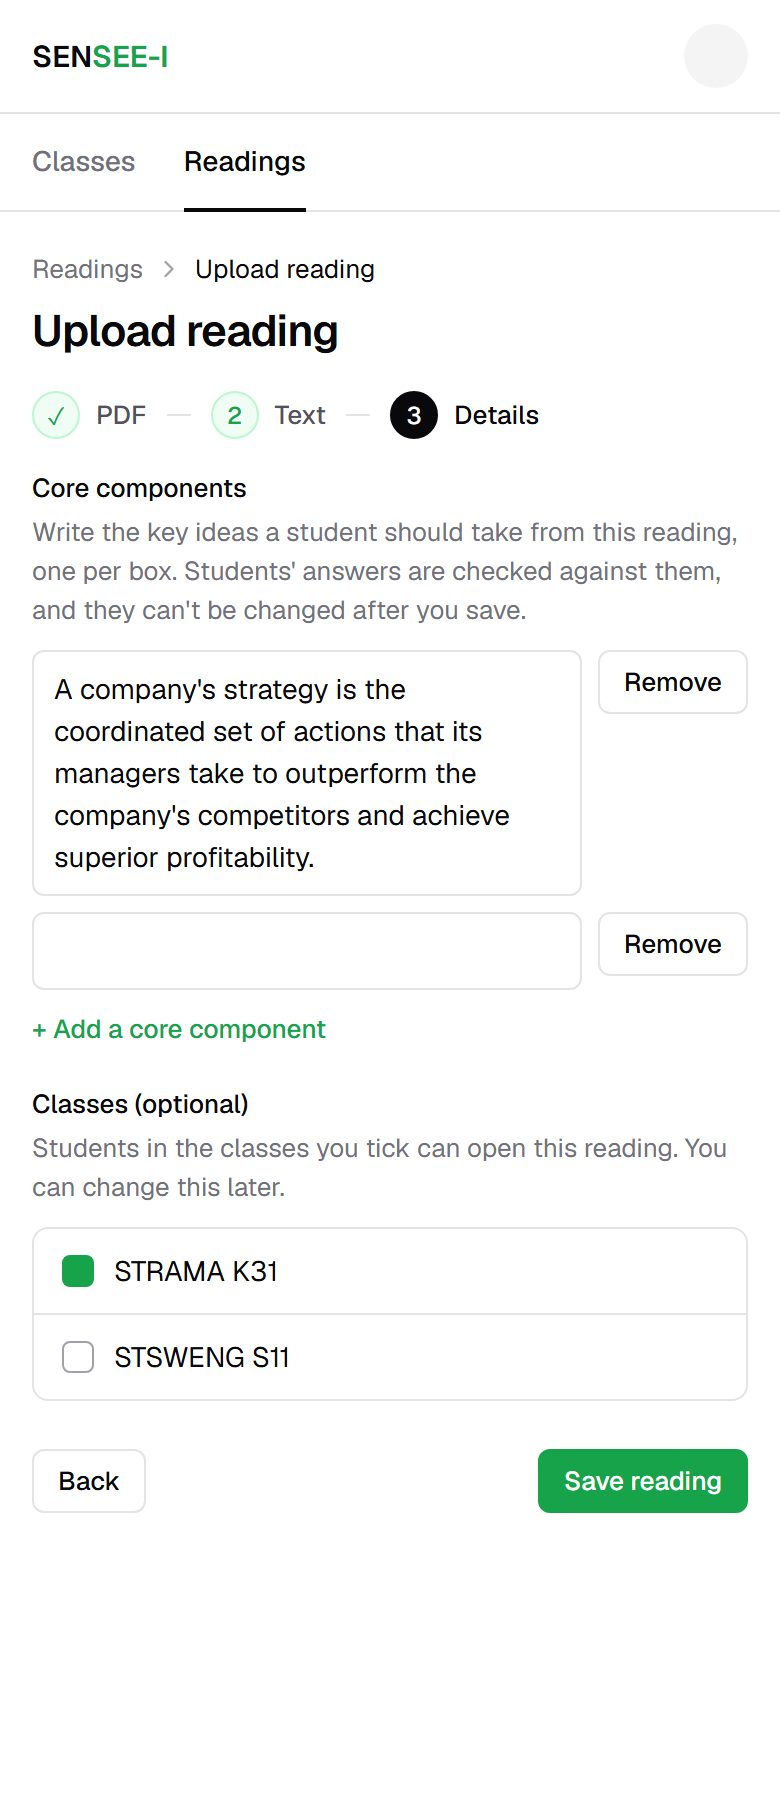 SENSEE-I
Classes Readings
Readings > Upload reading
Upload reading
✓ PDF — 2 Text — 3 Details
Core components
Write the key ideas a student should take from this reading,
one per box. Students' answers are checked against them,
and they can't be changed after you save.
A company's strategy is the
coordinated set of actions that its
managers take to outperform the
company's competitors and achieve
superior profitability.
Remove
Remove
+ Add a core component
Classes (optional)
Students in the classes you tick can open this reading. You
can change this later.
STRAMA K31
STSWENG S11
Back Save reading